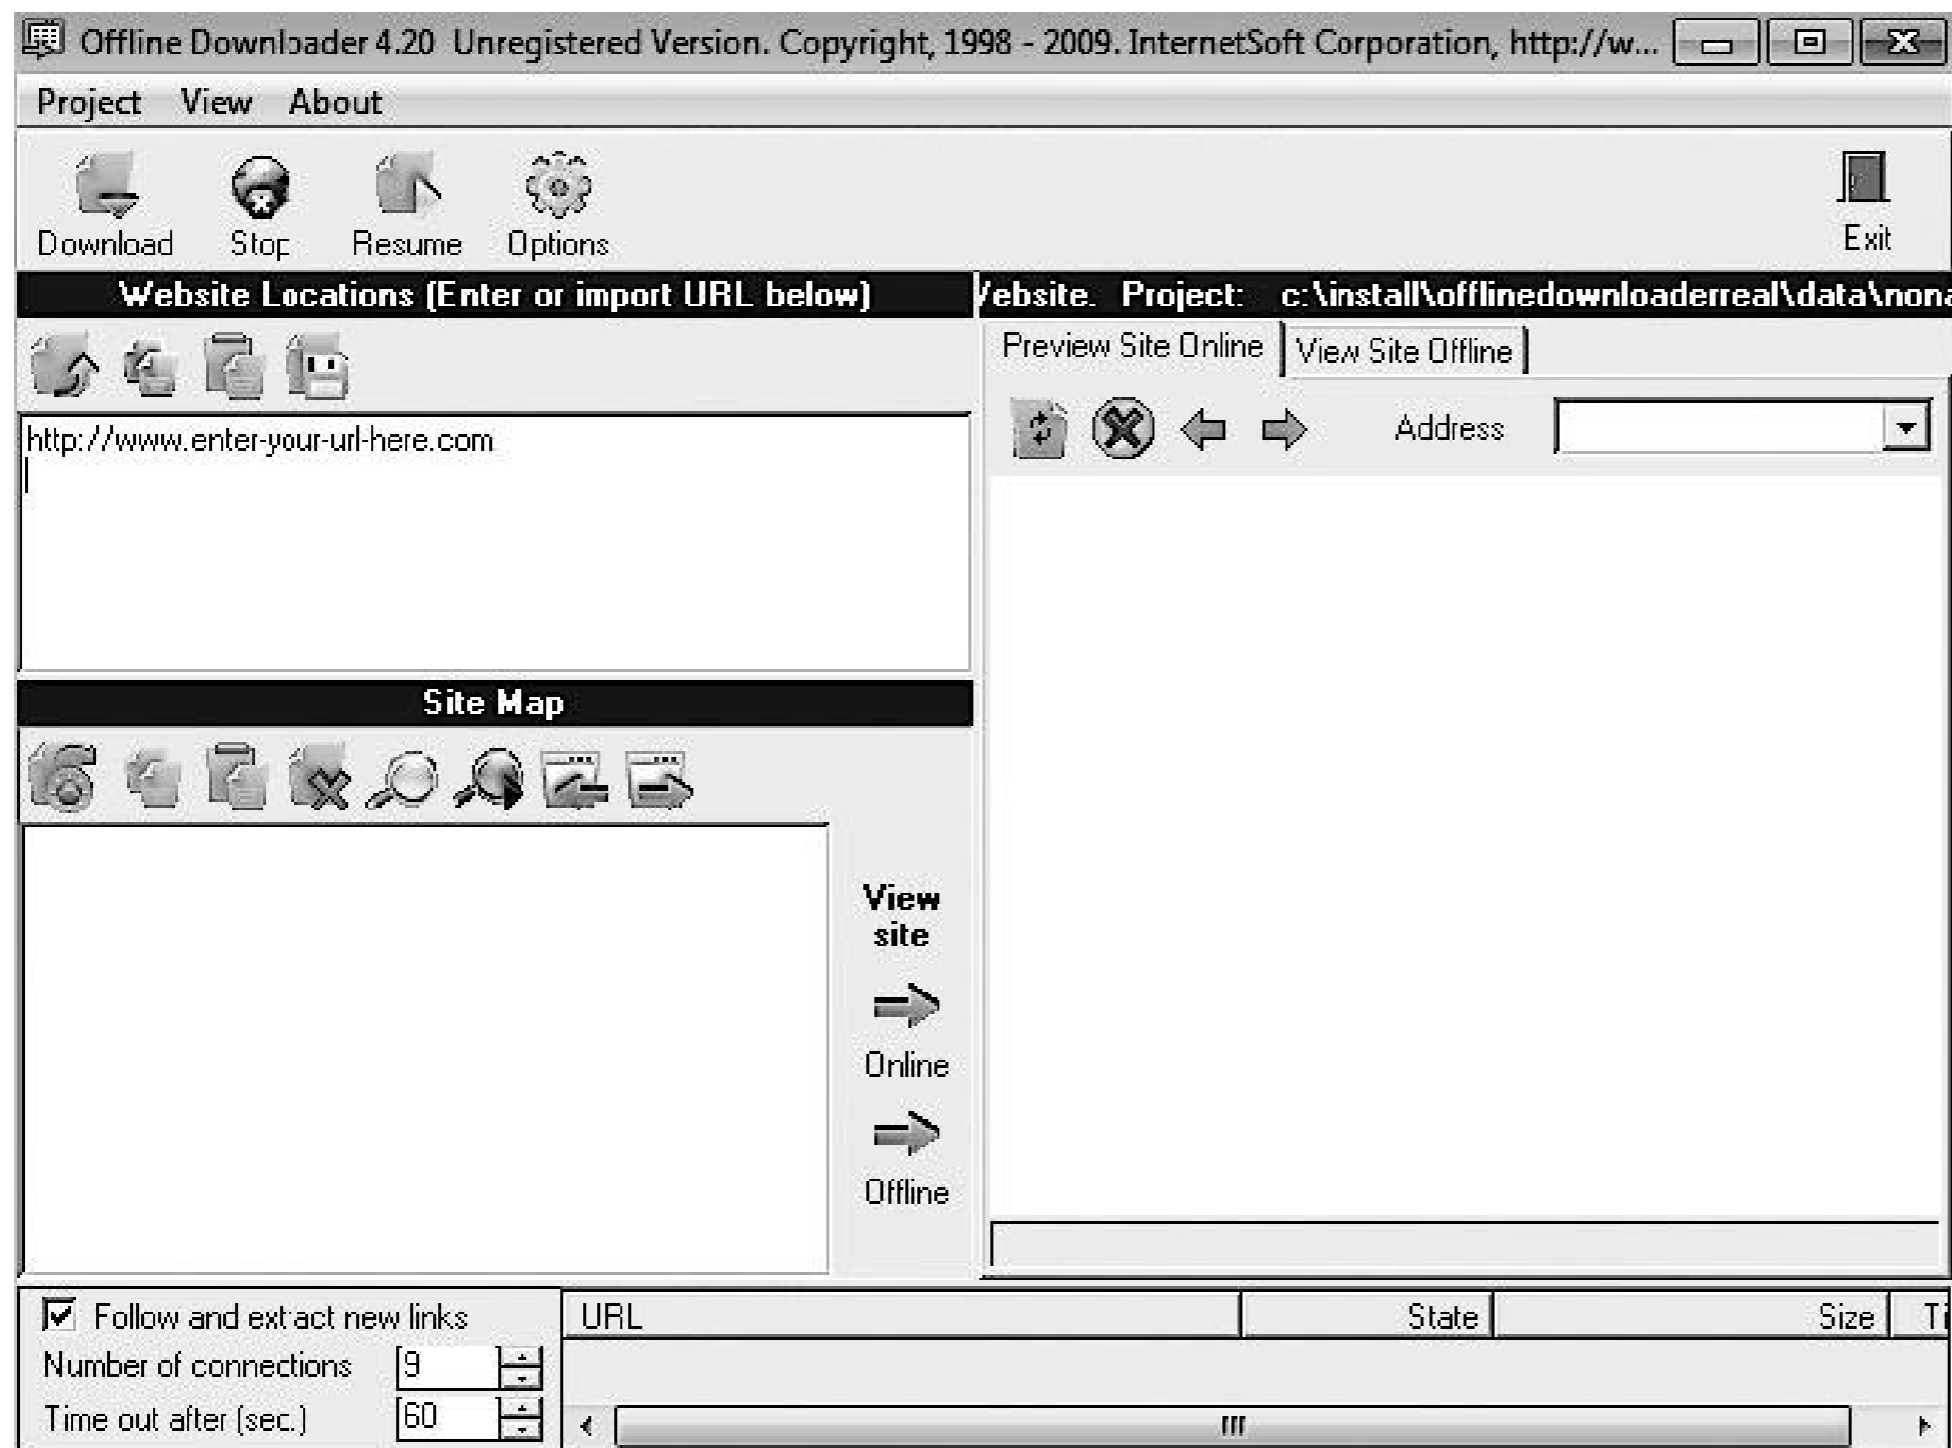 Offline Downloader 4.20 Unregistered Version. Copyright, 1998 - 2009. InternetSoft Corporation, http://w...
Project View About
Download Stop Resume Options Exit
Website Locations (Enter or import URL below)
/ebsite. Project: c:\install\offlinedownloaderreal\data\nona
Preview Site Online View Site Offline
Address
http://www.enter-your-url-here.com
Site Map
View
site
Online
Offline
Follow and extract new links
Number of connections 9
Time out after (sec.) 60
URL State Size Ti